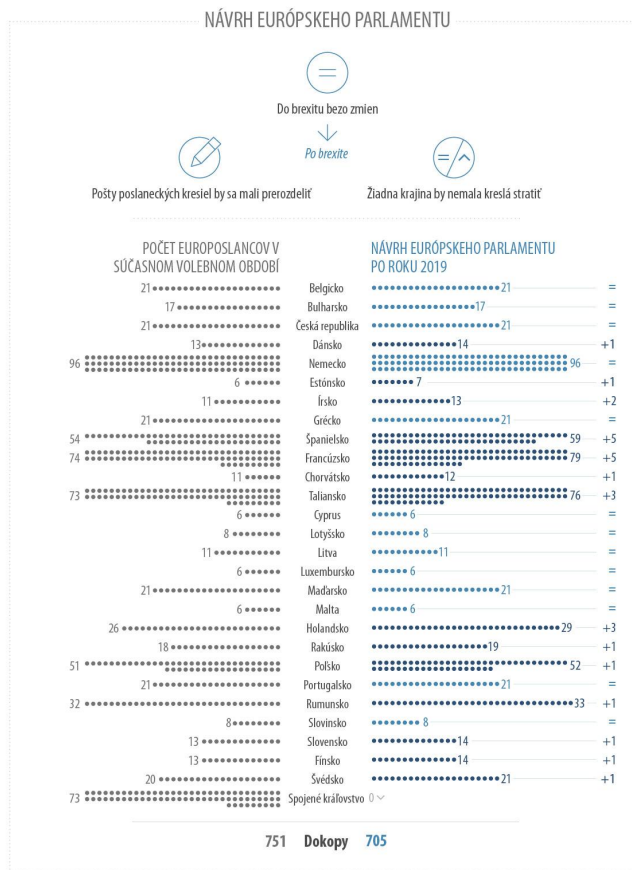 NÁVRH EURÓPSKEHO PARLAMENTU
=
Do brexitu bezo zmien
Po brexite
=/^
Pošty poslaneckých kresiel by sa mali prerozdeliť
Žiadna krajina by nemala kreslá stratiť
POČET EUROPOSLANCOV V
SÚČASNOM VOLEBNOM OBDOBÍ
NÁVRH EURÓPSKEHO PARLAMENTU
PO ROKU 2019
21 Belgicko 21 =
17 Bulharsko 17 =
21 Česká republika 21 =
13 Dánsko 14 +1
96 Nemecko 96 =
6 Estónsko 7 +1
11 Írsko 13 +2
21 Grécko 21 =
54 Španielsko 59 +5
74 Francúzsko 79 +5
11 Chorvátsko 12 +1
73 Taliansko 76 +3
6 Cyprus 6 =
8 Lotyšsko 8 =
11 Litva 11 =
6 Luxembursko 6 =
21 Maďarsko 21 =
6 Malta 6 =
26 Holandsko 29 +3
18 Rakúsko 19 +1
51 Poľsko 52 +1
21 Portugalsko 21 =
32 Rumunsko 33 +1
8 Slovinsko 8 =
13 Slovensko 14 +1
13 Fínsko 14 +1
20 Švédsko 21 +1
73 Spojené kráľovstvo 0
751 Dokopy 705